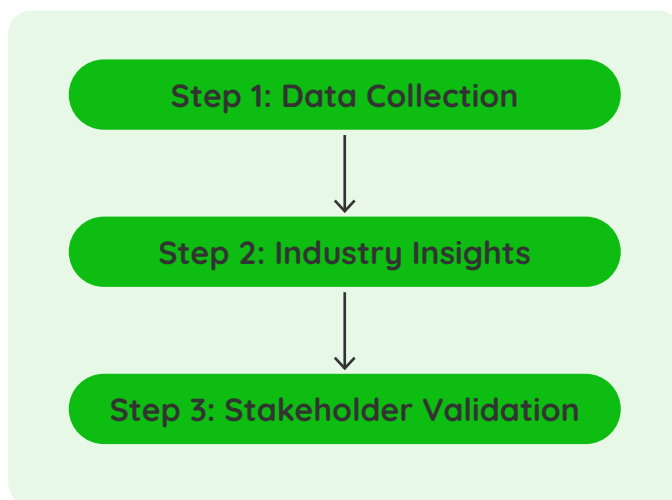 Step 1: Data Collection
Step 2: Industry Insights
Step 3: Stakeholder Validation